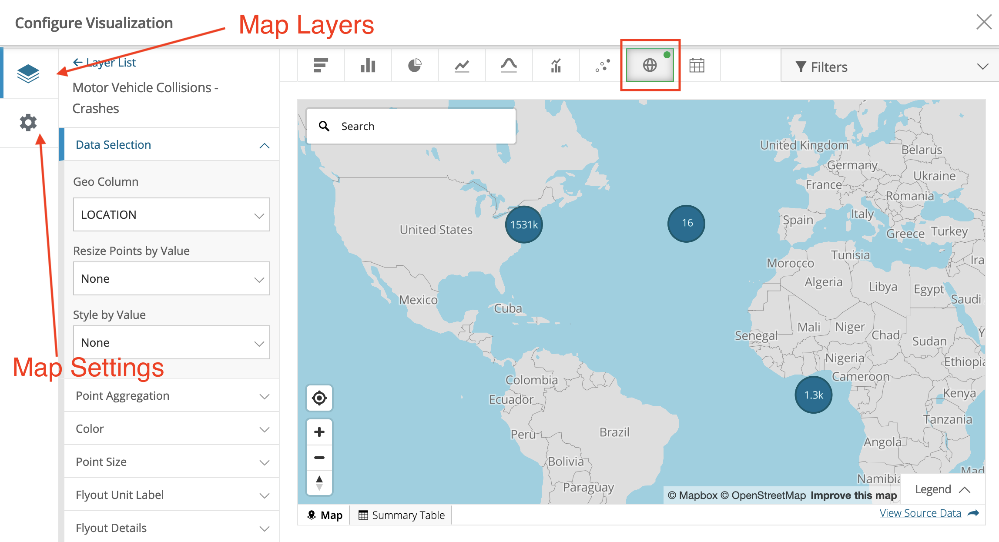 Configure Visualization
Map Layers
Layer List
Motor Vehicle Collisions -
Crashes
Filters
Data Selection
Geo Column
LOCATION
Resize Points by Value
None
Style by Value
None
Map Settings
Point Aggregation
Color
Point Size
Flyout Unit Label
Flyout Details
Search
United Kingdom
Belarus
Germany
Ukraine
France
Romania
Italy
Spain
Greece
Turkey
United States
1531k
16
Tunisia
Morocco
Ira
Algeria
Libya
Egypt
Saudi
Mexico
Cuba
Mali
Niger
Chad
Senegal
Sudan
Y
Nigeria
Ethiopia
Cameroon
Colombia
Ecuador
1.3k
Kenya
Tanzania
Peru
Brazil
Angola
Bolivia
Mad
Namibia
Paraguay
© Mapbox © OpenStreetMap Improve this map
Legend
Map
Summary Table
View Source Data